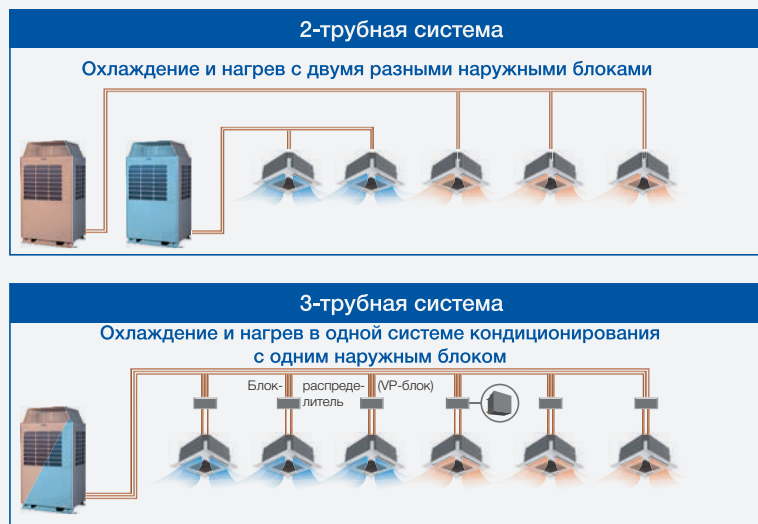 2-трубная система
Охлаждение и нагрев с двумя разными наружными блоками
3-трубная система
Охлаждение и нагрев в одной системе кондиционирования
с одним наружным блоком
Блок- распреде- (VP-блок)
литель